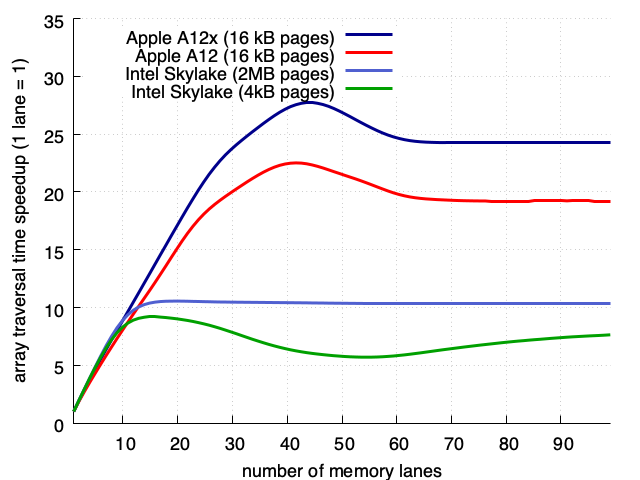 35
30
25
20
15
10
5
0
array traversal time speedup (1 lane = 1)
Apple A12x (16 kB pages)
Apple A12 (16 kB pages)
Intel Skylake (2MB pages)
Intel Skylake (4kB pages)
10 20 30 40 50 60 70 80 90
number of memory lanes